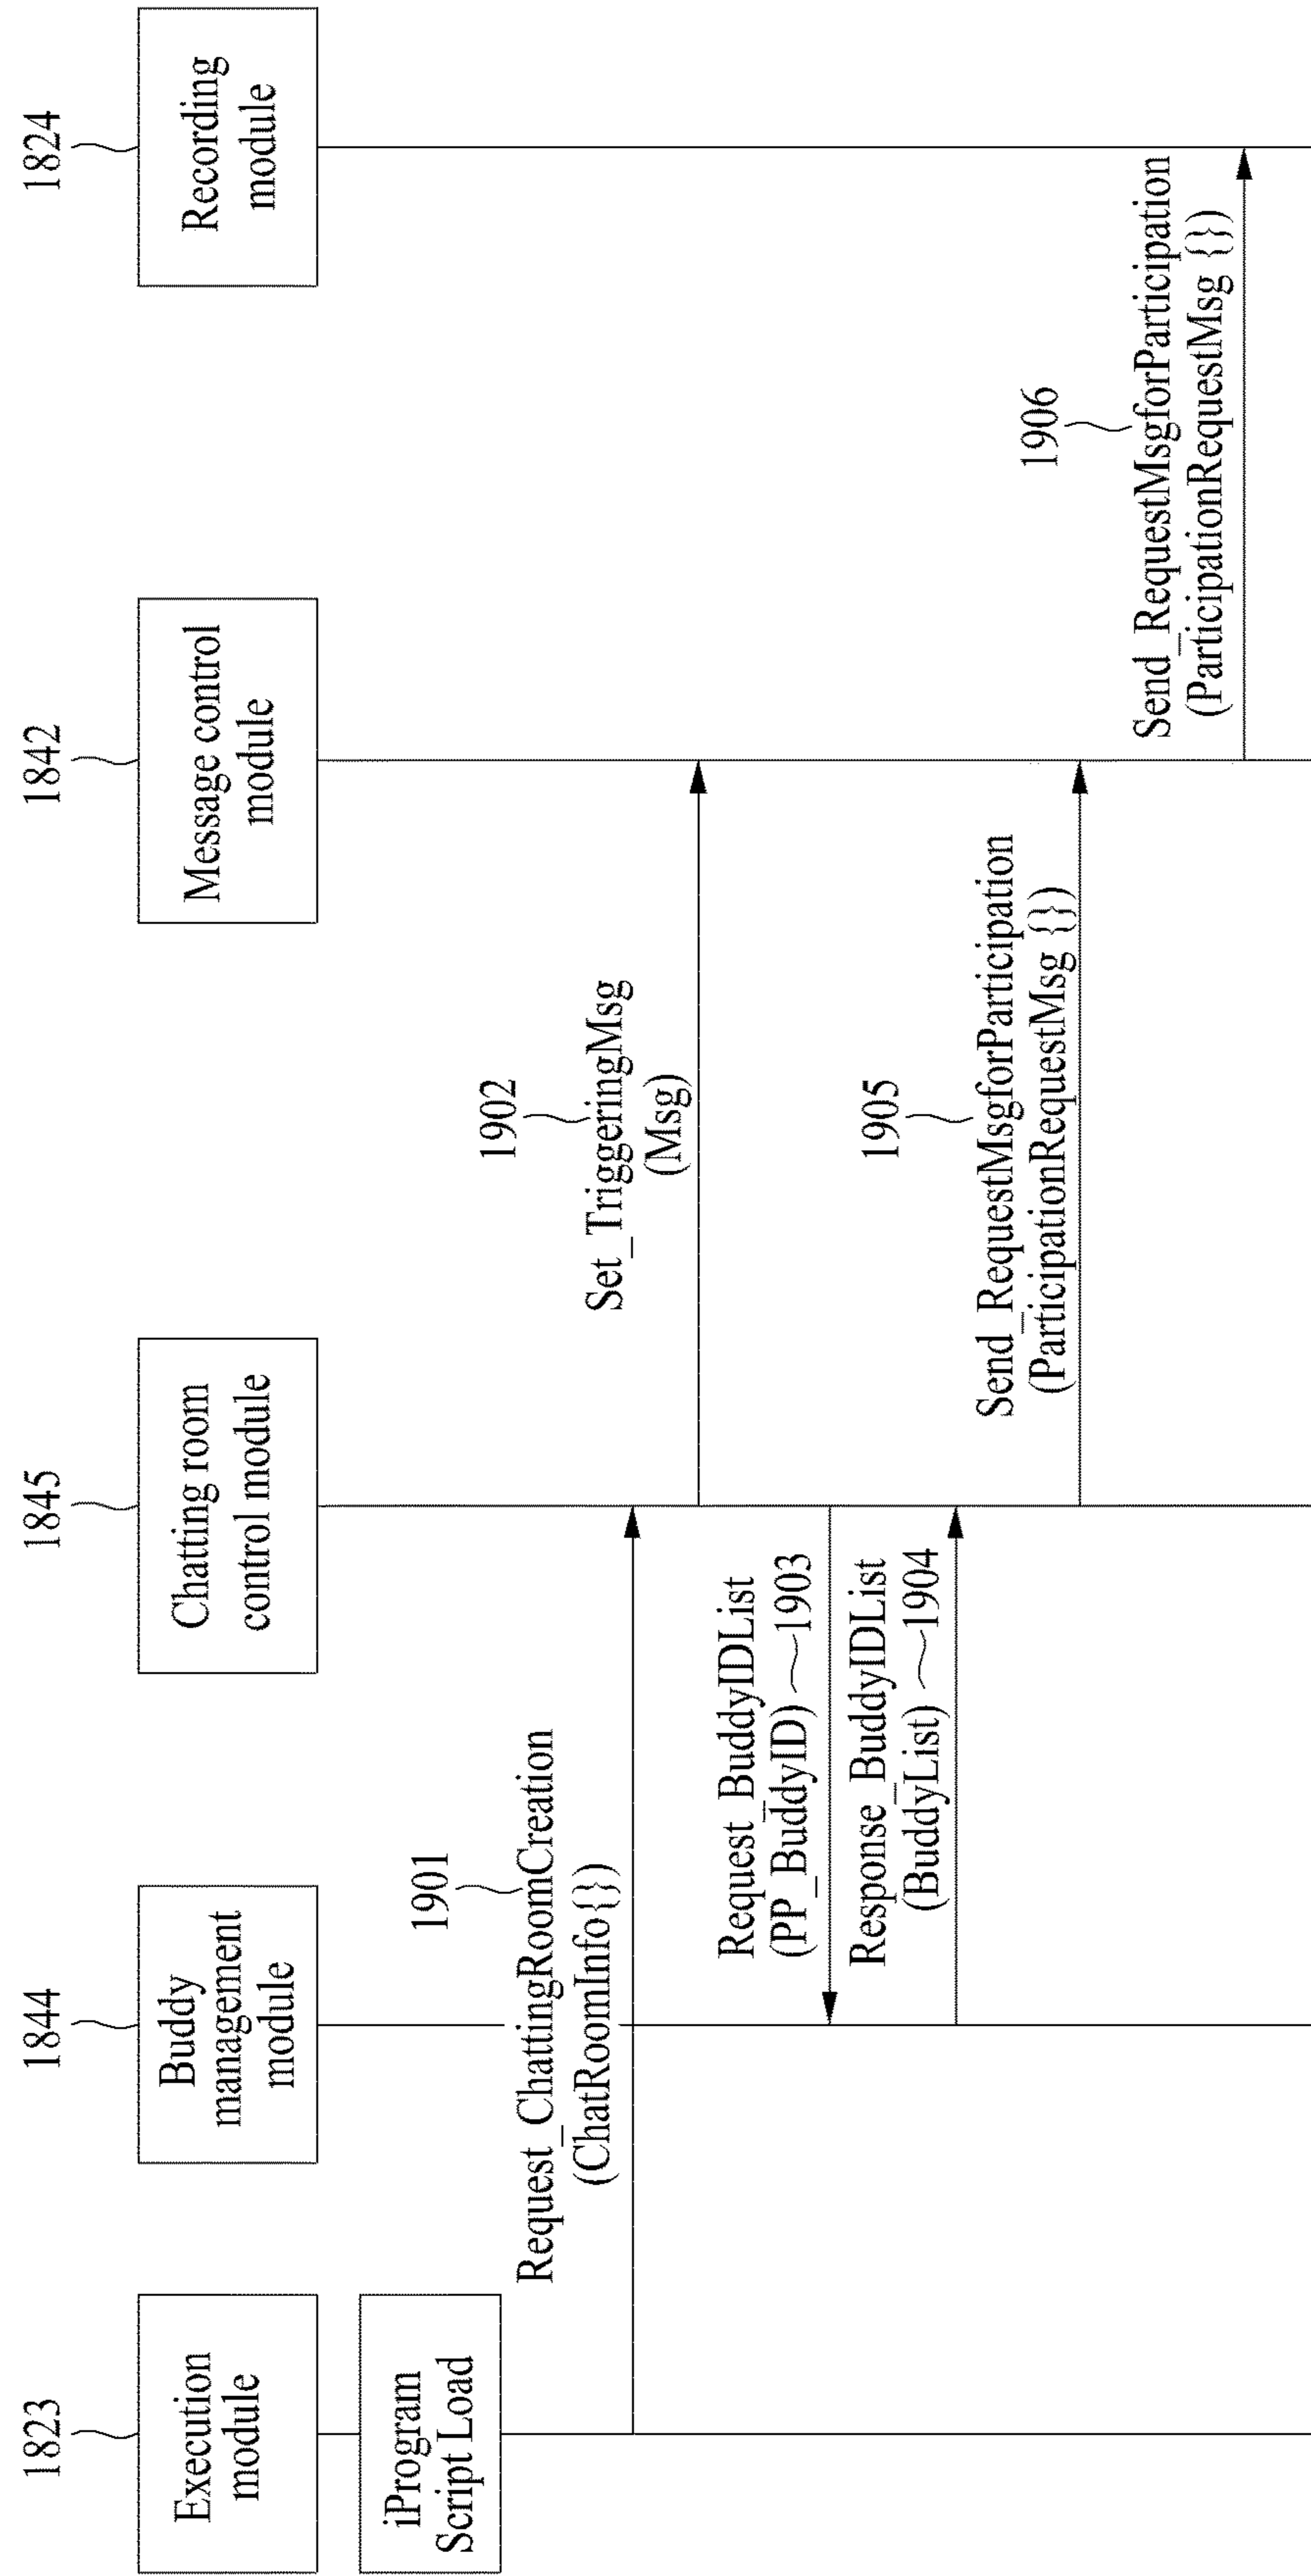 1823
Execution
module
1844
Buddy
management
module
1845
Chatting room
control module
1842
Message control
module
1824
Recording
module
iProgram
Script Load
1901
Request_ChattingRoomCreation
(ChatRoomInfo{})
1902
Set_TriggeringMsg
(Msg)
Request_BuddyIDList
(PP_BuddyID)
1903
Response_BuddyIDList
(BuddyList)
1904
1905
Send_RequestMsgforParticipation
(ParticipationRequestMsg {})
1906
Send_RequestMsgforParticipation
(ParticipationRequestMsg {})